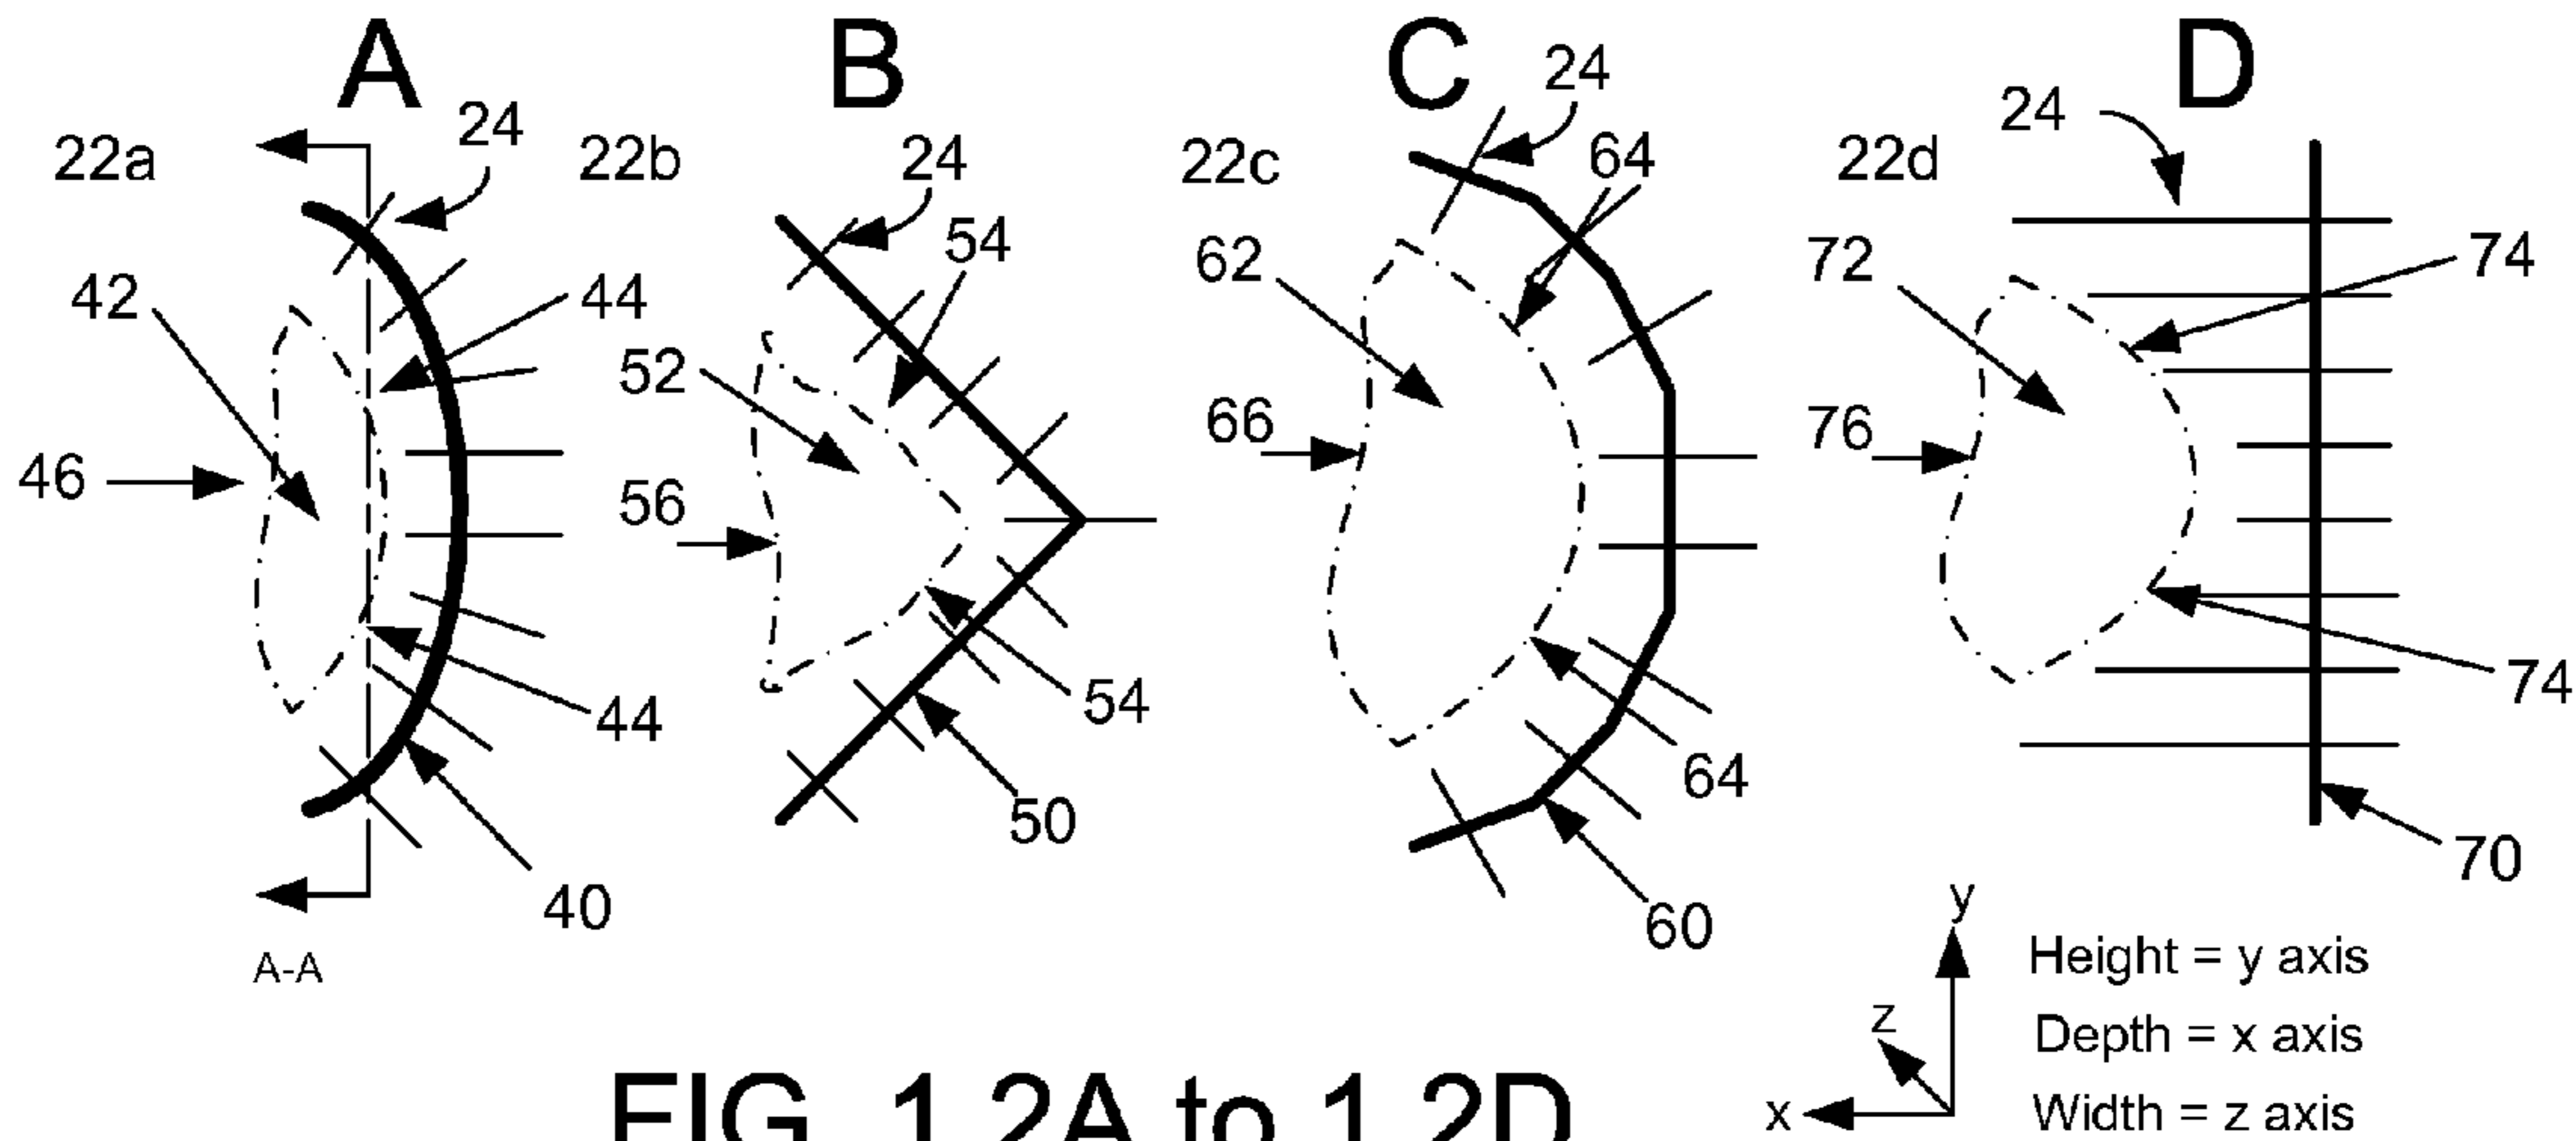 A B C D
22a 24 22b 24 22c 24 64 22d 24
42 44 52 54 62 72 74
46 56 66 76
44 54 64 74
40 50 60 70
A-A
y
z
x
Height = y axis
Depth = x axis
Width = z axis
FIG. 1.2A to 1.2D